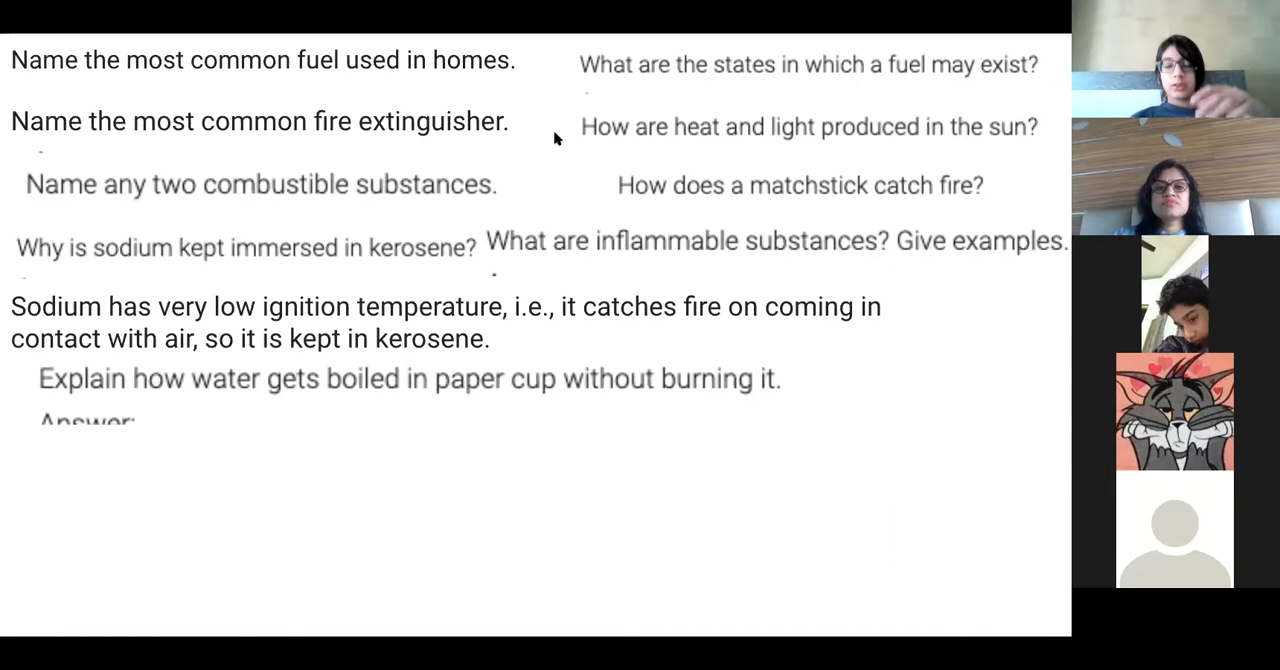 Name the most common fuel used in homes.
What are the states in which a fuel may exist?
Name the most common fire extinguisher.
How are heat and light produced in the sun?
Name any two combustible substances.
How does a matchstick catch fire?
Why is sodium kept immersed in kerosene?
What are inflammable substances? Give examples.
Sodium has very low ignition temperature, i.e., it catches fire on coming in
contact with air, so it is kept in kerosene.
Explain how water gets boiled in paper cup without burning it.
Answer: